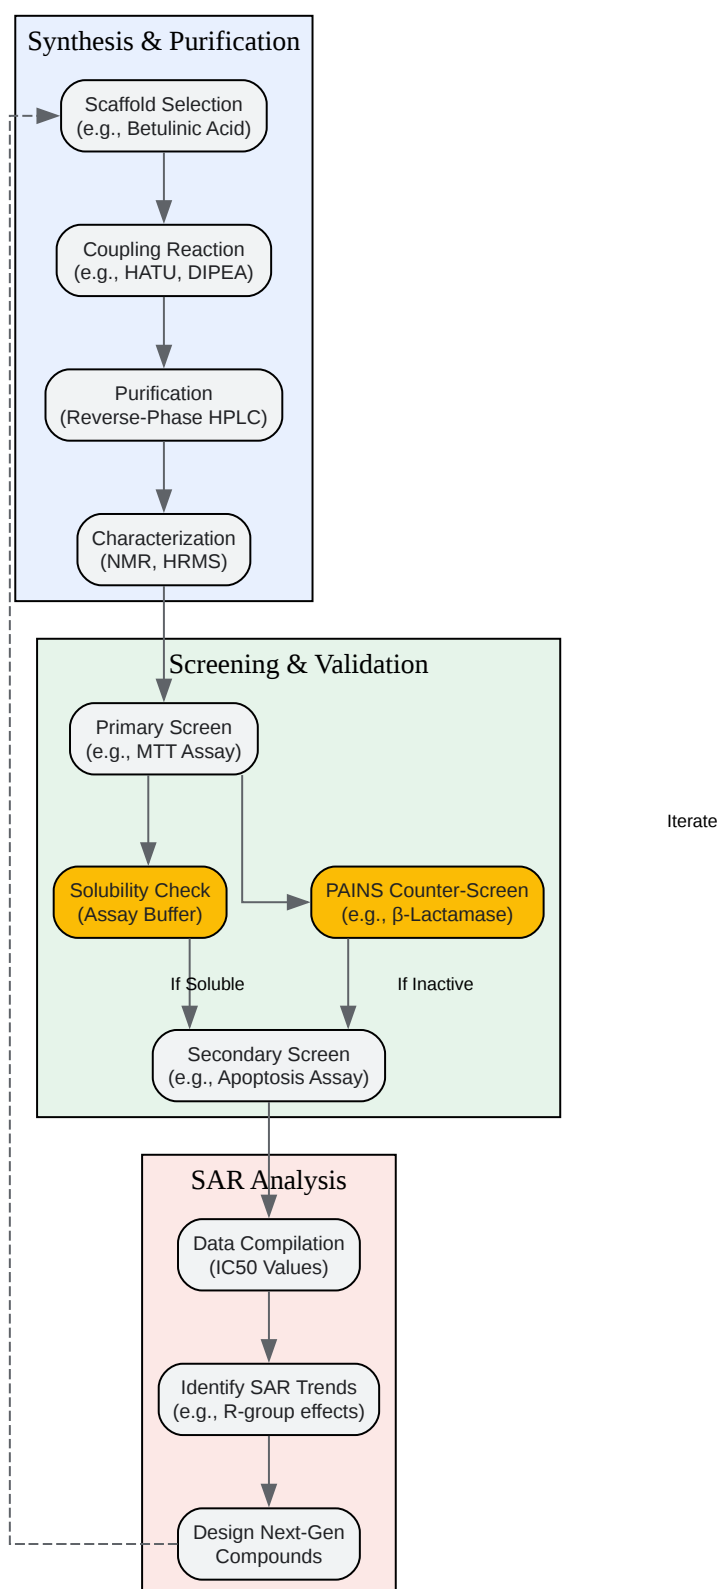 Synthesis & Purification
Scaffold Selection
(e.g., Betulinic Acid)
Coupling Reaction
(e.g., HATU, DIPEA)
Purification
(Reverse-Phase HPLC)
Characterization
(NMR, HRMS)
Screening & Validation
Primary Screen
(e.g., MTT Assay)
Iterate
Solubility Check
(Assay Buffer)
PAINS Counter-Screen
(e.g., β-Lactamase)
If Soluble
If Inactive
Secondary Screen
(e.g., Apoptosis Assay)
SAR Analysis
Data Compilation
(IC50 Values)
Identify SAR Trends
(e.g., R-group effects)
Design Next-Gen
Compounds